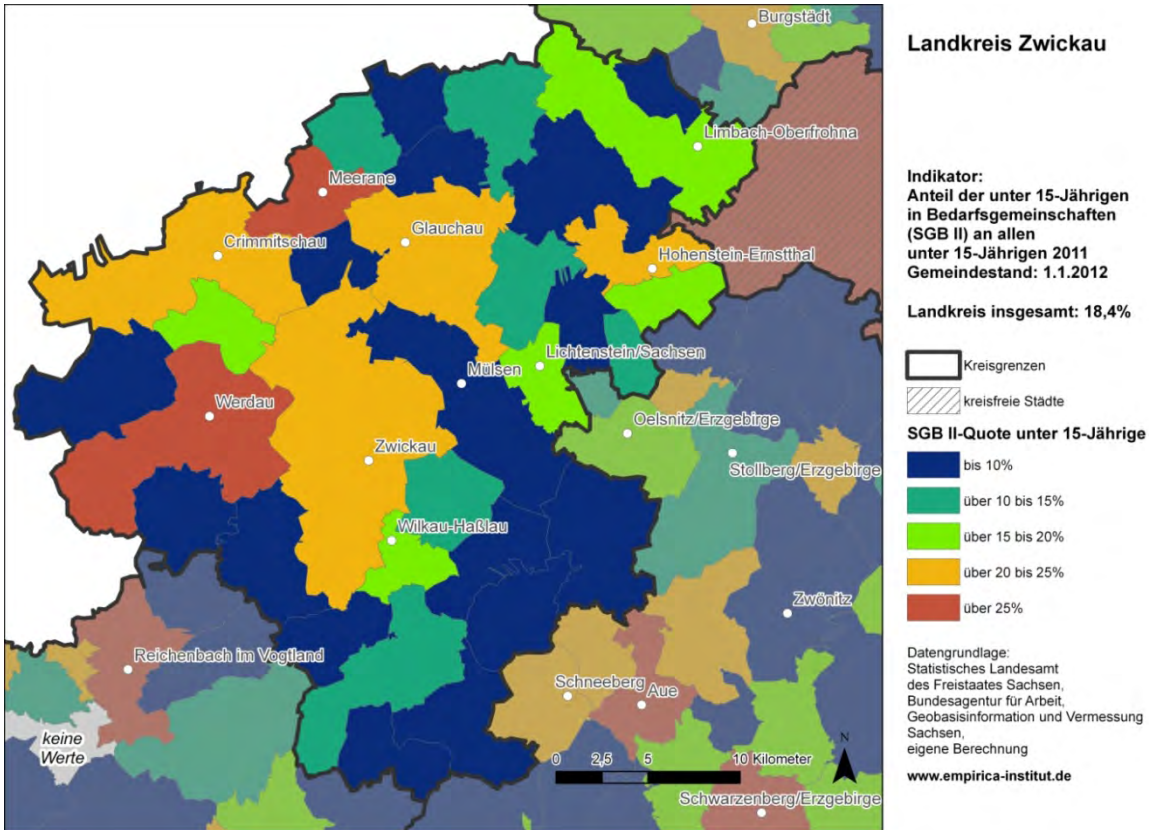 Landkreis Zwickau
Indikator:
Anteil der unter 15-Jährigen
in Bedarfsgemeinschaften
(SGB II) an allen
unter 15-Jährigen 2011
Gemeindestand: 1.1.2012
Landkreis insgesamt: 18,4%
Kreisgrenzen
kreisfreie Städte
SGB II-Quote unter 15-Jährige
bis 10%
über 10 bis 15%
über 15 bis 20%
über 20 bis 25%
über 25%
Datengrundlage:
Statistisches Landesamt
des Freistaates Sachsen,
Bundesagentur für Arbeit,
Geobasisinformation und Vermessung
Sachsen,
eigene Berechnung
www.empirica-institut.de
Burgstädt
Limbach-Oberfrohna
Meerane
Glauchau
Crimmitschau
Hohenstein-Ernstthal
Lichtenstein/Sachsen
Mülsen
Werdau
Oelsnitz/Erzgebirge
Zwickau
Stollberg/Erzgebirge
Wilkau-Haßlau
Zwönitz
Reichenbach im Vogtland
Schneeberg
Aue
keine
Werte
N
0 2,5 5 10 Kilometer
Schwarzenberg/Erzgebirge